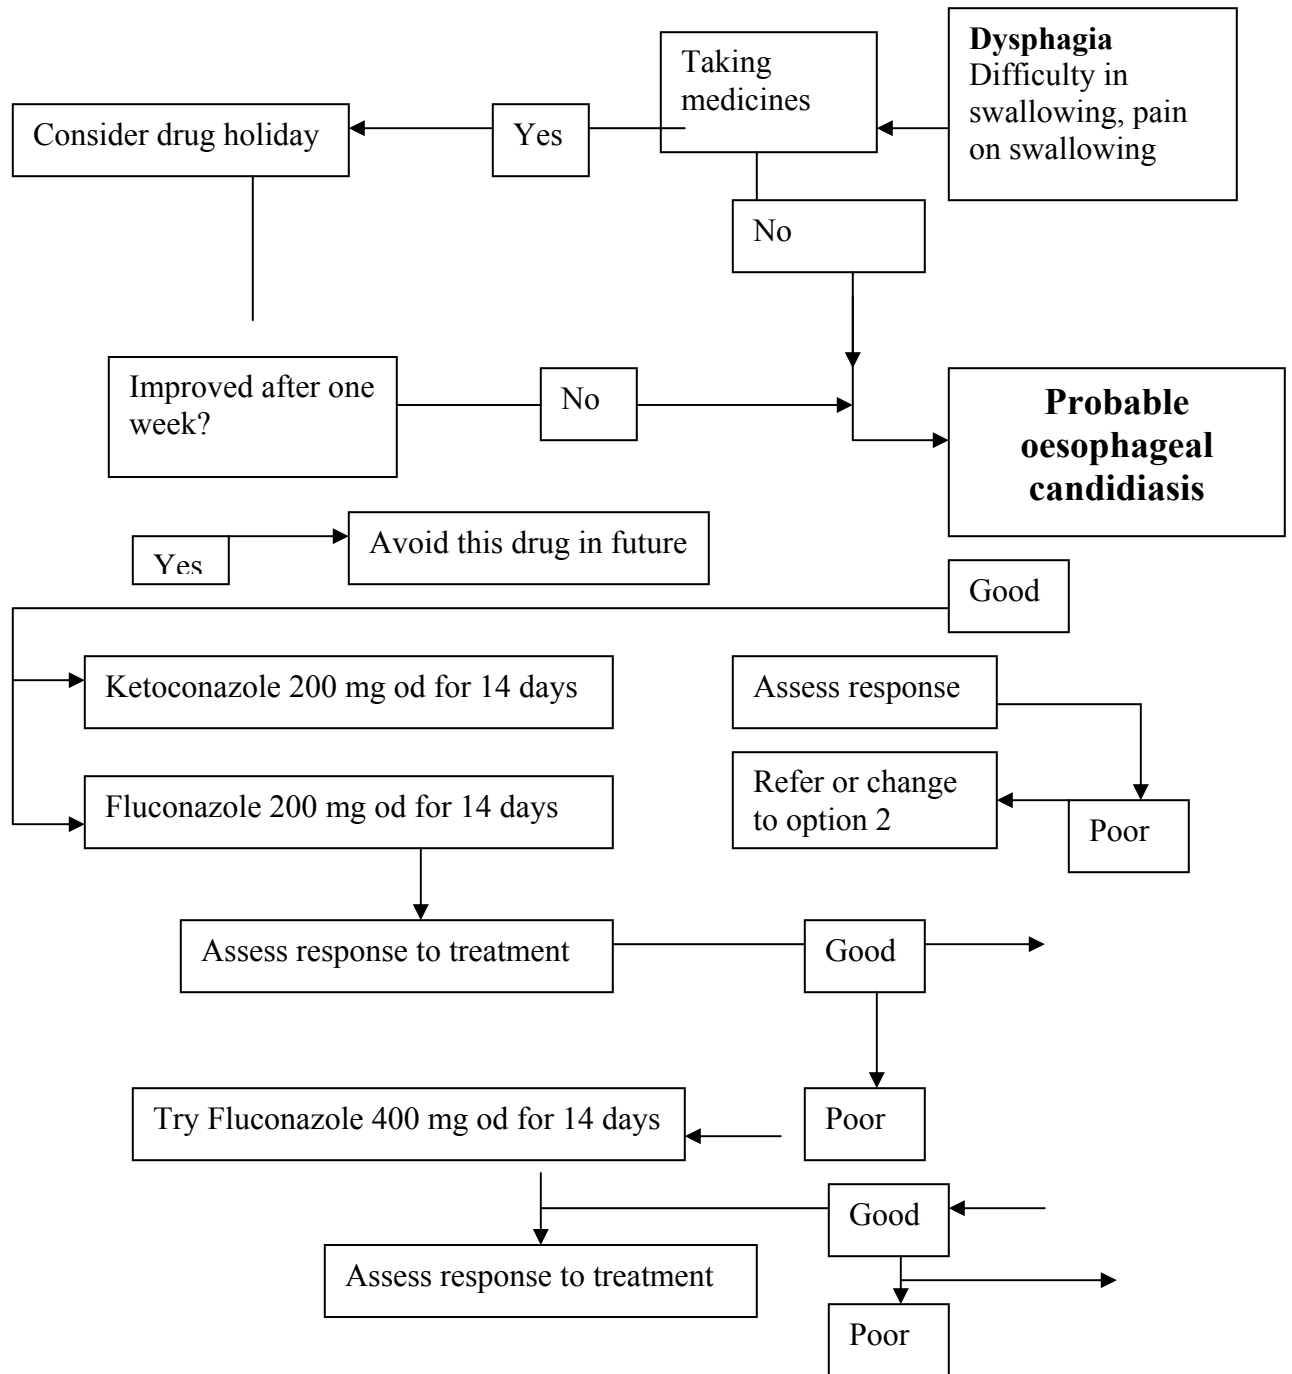 Dysphagia
Difficulty in
swallowing, pain
on swallowing
Taking
medicines
Yes
Consider drug holiday
No
Improved after one
week?
No
Probable
oesophageal
candidiasis
Yes
Avoid this drug in future
Good
Ketoconazole 200 mg od for 14 days
Assess response
Fluconazole 200 mg od for 14 days
Refer or change
to option 2
Poor
Assess response to treatment
Good
Try Fluconazole 400 mg od for 14 days
Poor
Good
Assess response to treatment
Poor